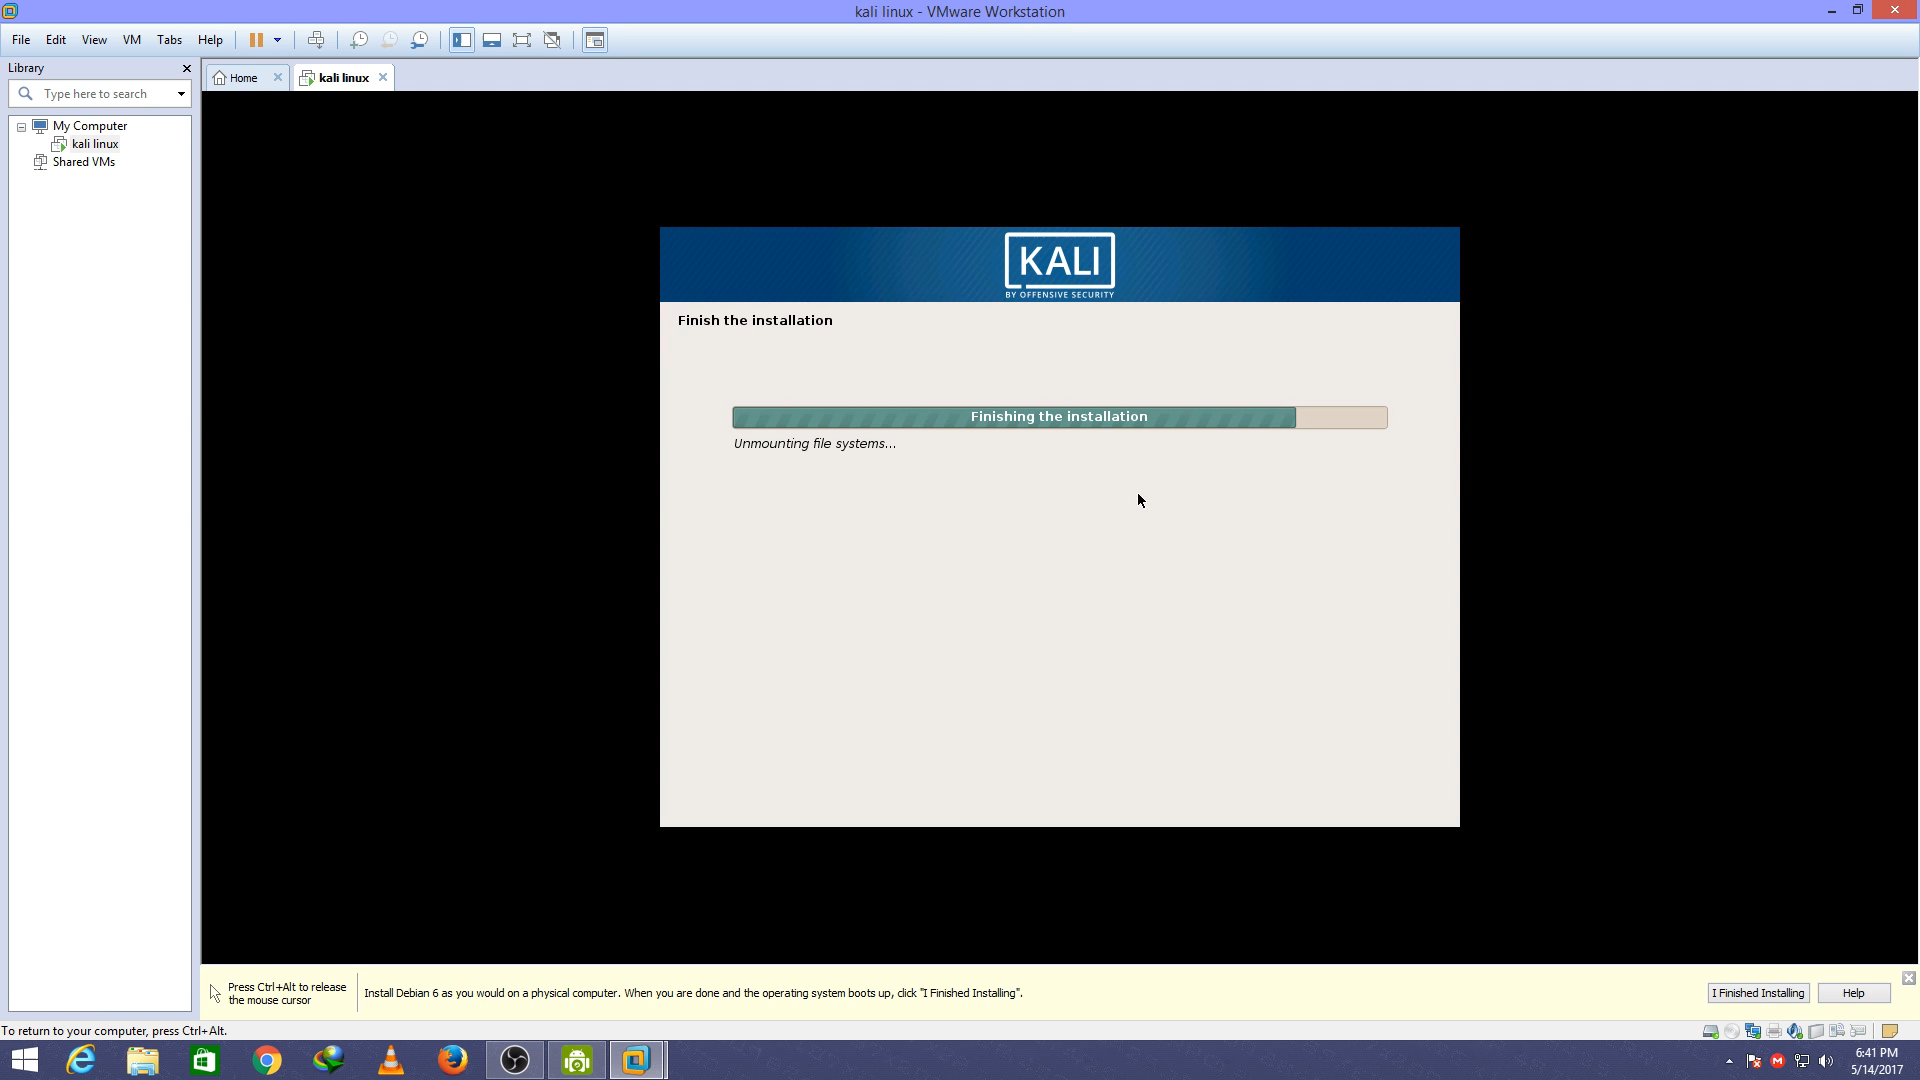 kali linux - VMware Workstation
File Edit View VM Tabs Help
Library
Home
kali linux
Type here to search
My Computer
kali linux
Shared VMs
KALI
BY OFFENSIVE SECURITY
Finish the installation
Finishing the installation
Unmounting file systems...
Press Ctrl+Alt to release
the mouse cursor
Install Debian 6 as you would on a physical computer. When you are done and the operating system boots up, click "I Finished Installing".
I Finished Installing
Help
To return to your computer, press Ctrl+Alt.
6:41 PM
5/14/2017